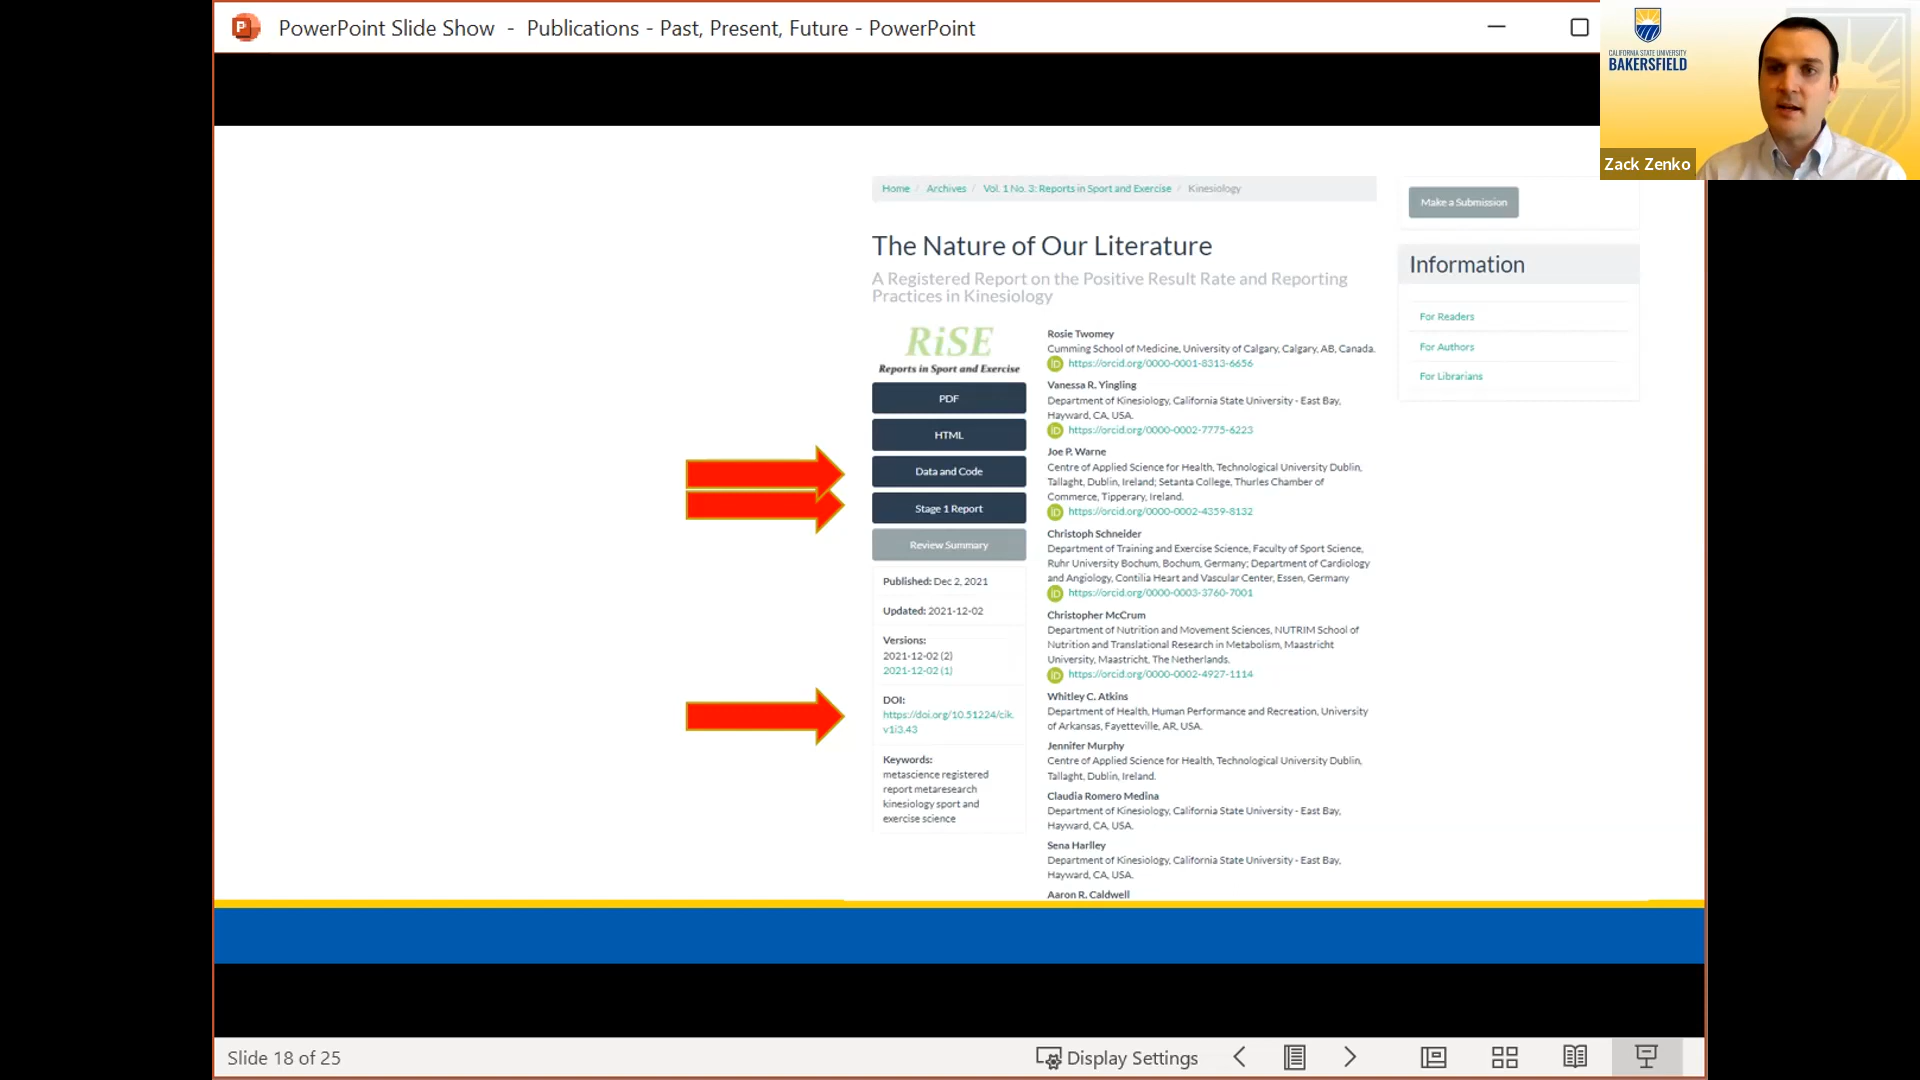 PowerPoint Slide Show - Publications - Past, Present, Future - PowerPoint
CALIFORNIA STATE UNIVERSITY
BAKERSFIELD
Zack Zenko
Home / Archives / Vol. 1 No. 3: Reports in Sport and Exercise / Kinesiology
Make a Submission
The Nature of Our Literature
A Registered Report on the Positive Result Rate and Reporting
Practices in Kinesiology
Information
For Readers
For Authors
For Librarians
RiSE
Reports in Sport and Exercise
PDF
HTML
Data and Code
Stage 1 Report
Review Summary
Published: Dec 2, 2021
Updated: 2021-12-02
Versions:
2021-12-02 (2)
2021-12-02 (1)
DOI:
https://doi.org/10.51224/cik.
v1i3.43
Keywords:
metascience registered
report metaresearch
kinesiology sport and
exercise science
Rosie Twomey
Cumming School of Medicine, University of Calgary, Calgary, AB, Canada.
iD https://orcid.org/0000-0001-8313-6656
Vanessa R. Yingling
Department of Kinesiology, California State University - East Bay,
Hayward, CA, USA.
iD https://orcid.org/0000-0002-7775-6223
Joe P. Warne
Centre of Applied Science for Health, Technological University Dublin,
Tallaght, Dublin, Ireland; Setanta College, Thurles Chamber of
Commerce, Tipperary, Ireland.
iD https://orcid.org/0000-0002-4359-8132
Christoph Schneider
Department of Training and Exercise Science, Faculty of Sport Science,
Ruhr University Bochum, Bochum, Germany; Department of Cardiology
and Angiology, Contilia Heart and Vascular Center, Essen, Germany
iD https://orcid.org/0000-0003-3760-7001
Christopher McCrum
Department of Nutrition and Movement Sciences, NUTRIM School of
Nutrition and Translational Research in Metabolism, Maastricht
University, Maastricht, The Netherlands.
iD https://orcid.org/0000-0002-4927-1114
Whitley C. Atkins
Department of Health, Human Performance and Recreation, University
of Arkansas, Fayetteville, AR, USA.
Jennifer Murphy
Centre of Applied Science for Health, Technological University Dublin,
Tallaght, Dublin, Ireland.
Claudia Romero Medina
Department of Kinesiology, California State University - East Bay,
Hayward, CA, USA.
Sena Harlley
Department of Kinesiology, California State University - East Bay,
Hayward, CA, USA.
Aaron R. Caldwell
Slide 18 of 25
Display Settings